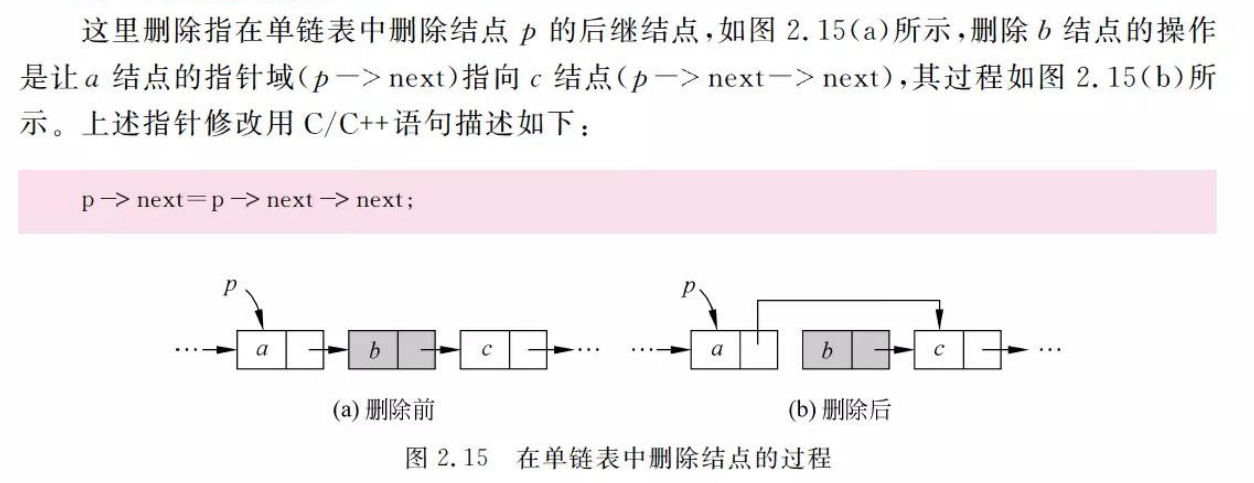 这里删除指在单链表中删除结点 p 的后继结点,如图 2.15(a)所示,删除 b 结点的操作
是让 a 结点的指针域(p—> next)指向 c 结点(p—> next—> next),其过程如图 2.15(b)所
示。上述指针修改用 C/C++语句描述如下:
p —> next=p —> next —> next;
p p
… a b c … … a b c …
(a) 删除前 (b) 删除后
图 2.15 在单链表中删除结点的过程